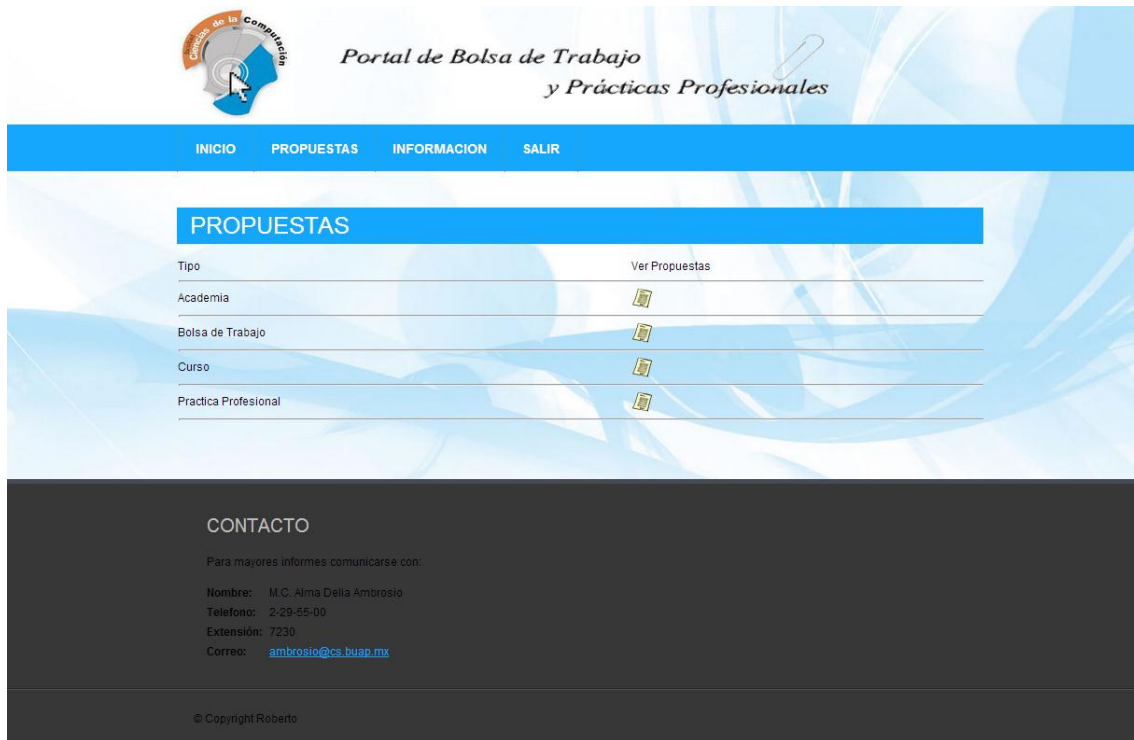 Ciencias de la Computación
Portal de Bolsa de Trabajo
y Prácticas Profesionales
INICIO PROPUESTAS INFORMACION SALIR
PROPUESTAS
Tipo Ver Propuestas
Academia
Bolsa de Trabajo
Curso
Practica Profesional
CONTACTO
Para mayores informes comunicarse con:
Nombre: M.C. Alma Delia Ambrosio
Telefono: 2-29-55-00
Extensión: 7230
Correo: ambrosio@cs.buap.mx
© Copyright Roberto